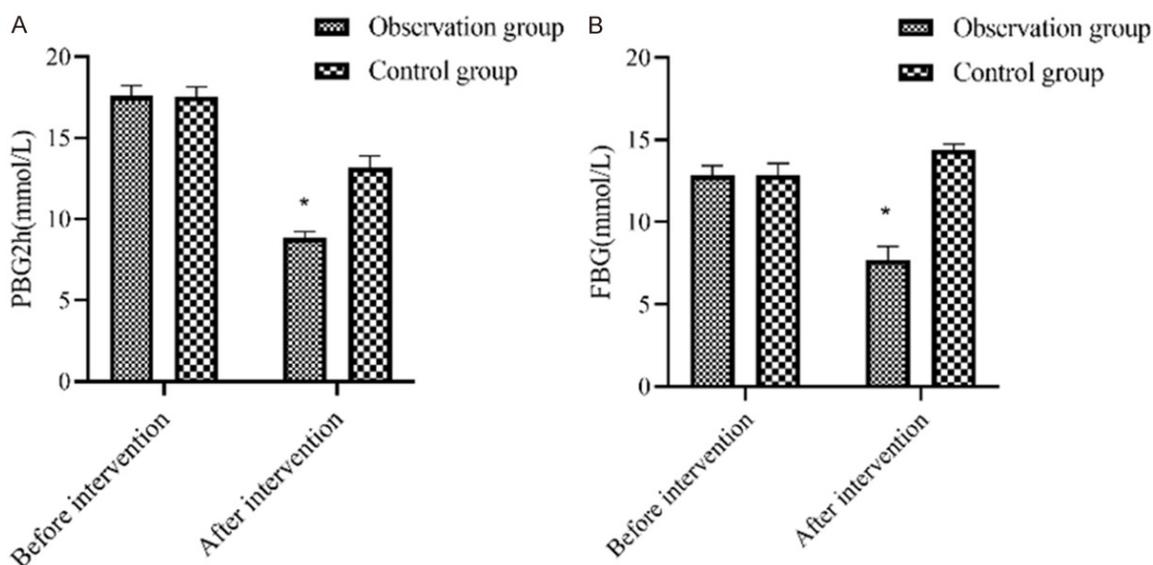 A
Observation group
Control group
20
15
10
5
0
PBG2h(mmol/L)
*
Before intervention
After intervention
B
Observation group
Control group
20
15
10
5
0
FBG(mmol/L)
*
Before intervention
After intervention